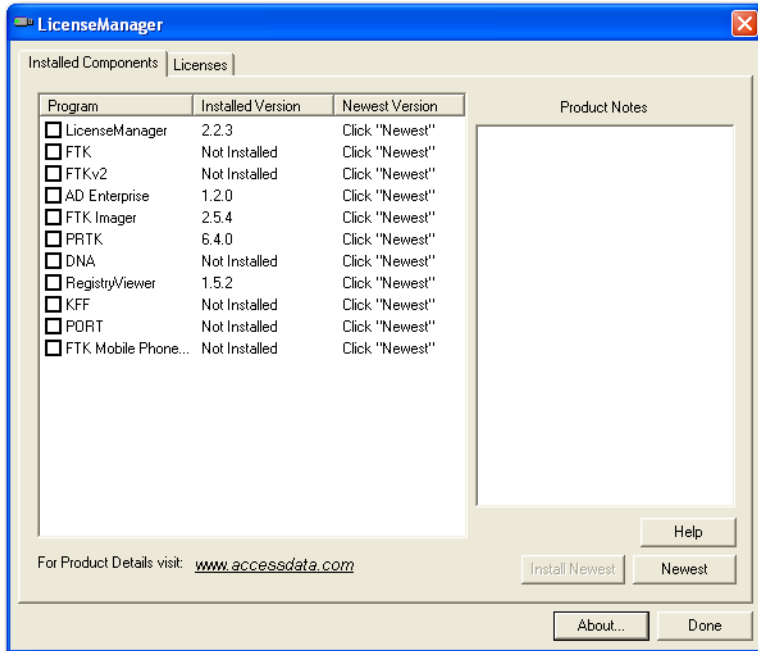 LicenseManager
Installed Components Licenses
Program Installed Version Newest Version
LicenseManager 2.2.3 Click "Newest"
FTK Not Installed Click "Newest"
FTKv2 Not Installed Click "Newest"
AD Enterprise 1.2.0 Click "Newest"
FTK Imager 2.5.4 Click "Newest"
PRTK 6.4.0 Click "Newest"
DNA Not Installed Click "Newest"
RegistryViewer 1.5.2 Click "Newest"
KFF Not Installed Click "Newest"
PORT Not Installed Click "Newest"
FTK Mobile Phone... Not Installed Click "Newest"
Product Notes
Help
For Product Details visit: www.accessdata.com
Install Newest Newest
About... Done